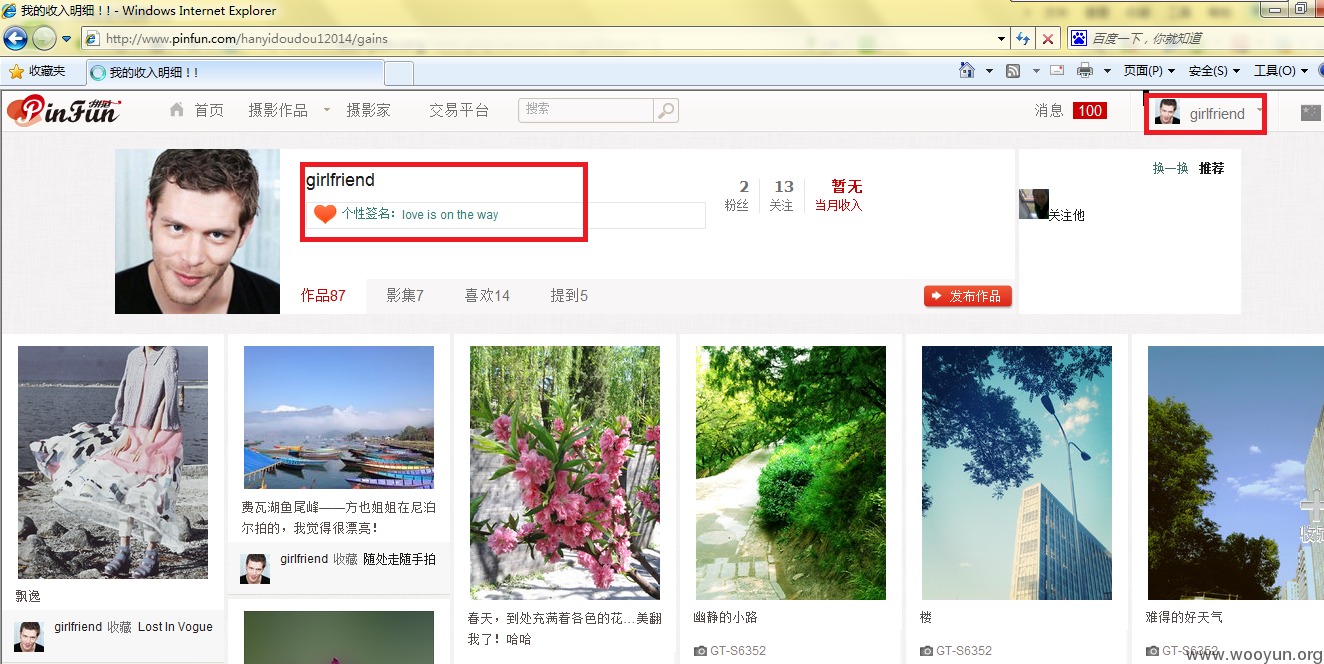 我的收入明细！! - Windows Internet Explorer
http://www.pinfun.com/hanyidoudou12014/gains
百度一下，你就知道
收藏夹
我的收入明细！!
页面(P)
安全(S)
工具(O)
PinFun
首页
摄影作品
摄影家
交易平台
搜索
消息
100
girlfriend
girlfriend
个性签名：love is on the way
2
粉丝
13
关注
暂无
当月收入
换一换 推荐
关注他
作品87
影集7
喜欢14
提到5
发布作品
飘逸
girlfriend 收藏 Lost In Vogue
费瓦湖鱼尾峰——方也姐姐在尼泊
尔拍的，我觉得很漂亮！
girlfriend 收藏 随处走随手拍
春天，到处充满着各色的花…美翻
我了！哈哈
幽静的小路
GT-S6352
楼
GT-S6352
难得的好天气
GT-S6352
www.wooyun.org